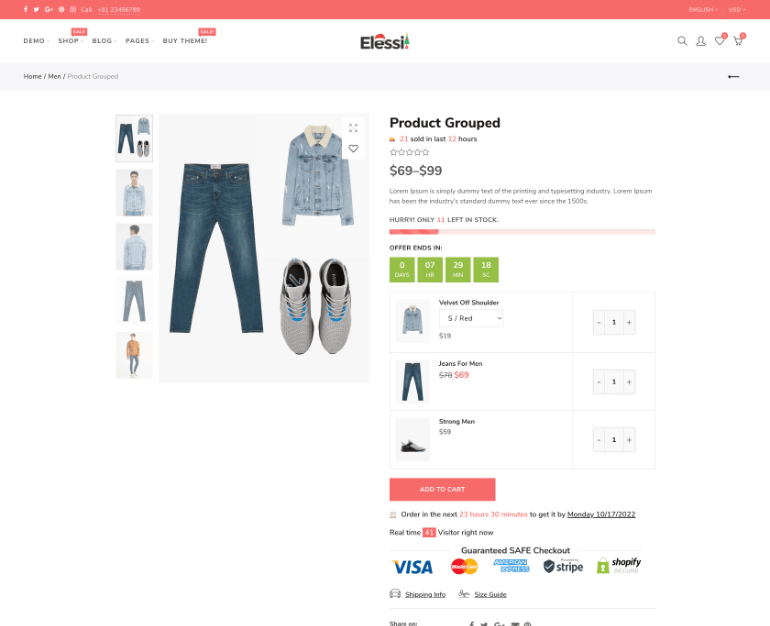 Call: +01 23456789
ENGLISH
USD
SALE
SALE!
DEMO
SHOP
BLOG
PAGES
BUY THEME!
Elessi
0
0
Home / Men / Product Grouped
Product Grouped
21 sold in last 12 hours
$69–$99
Lorem Ipsum is simply dummy text of the printing and typesetting industry. Lorem Ipsum
has been the industry's standard dummy text ever since the 1500s.
HURRY! ONLY 11 LEFT IN STOCK.
OFFER ENDS IN:
0 07 29 18
DAYS HR MIN SC
Velvet Off Shoulder
S / Red
$19
- 1 +
Jeans For Men
$78 $69
- 1 +
Strong Men
$59
- 1 +
ADD TO CART
Order in the next 23 hours 30 minutes to get it by Monday 10/17/2022
Real time 41 Visitor right now
Guaranteed SAFE Checkout
VISA
MasterCard
AMERICAN EXPRESS
Powered by
stripe
shopify
SECURE
Shipping Info
Size Guide
Share on: